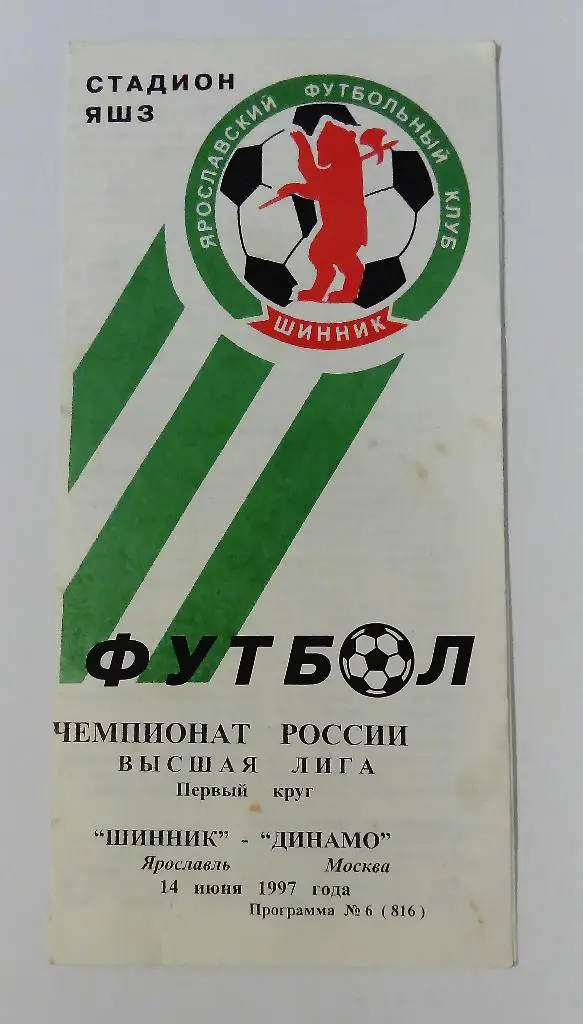 СТАДИОН
ЯШЗ
ЯРОСЛАВСКИЙ ФУТБОЛЬНЫЙ КЛУБ
ШИННИК
ФУТБОЛ
ЧЕМПИОНАТ РОССИИ
ВЫСШАЯ ЛИГА
Первый круг
"ШИННИК" - "ДИНАМО"
Ярославль Москва
14 июня 1997 года
Программа № 6 (816)